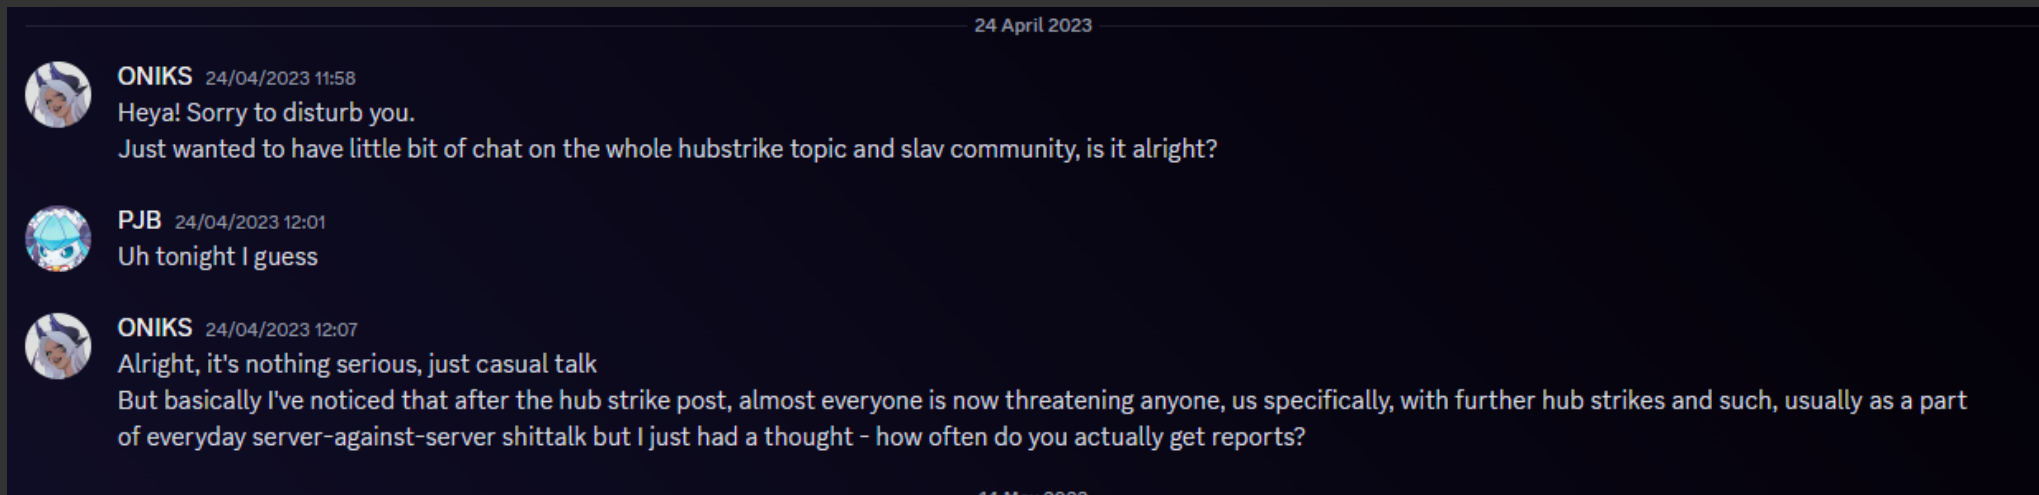 24 April 2023
ONIKS 24/04/2023 11:58
Heya! Sorry to disturb you.
Just wanted to have little bit of chat on the whole hubstrike topic and slav community, is it alright?
PJB 24/04/2023 12:01
Uh tonight I guess
ONIKS 24/04/2023 12:07
Alright, it's nothing serious, just casual talk
But basically I've noticed that after the hub strike post, almost everyone is now threatening anyone, us specifically, with further hub strikes and such, usually as a part
of everyday server-against-server shittalk but I just had a thought - how often do you actually get reports?